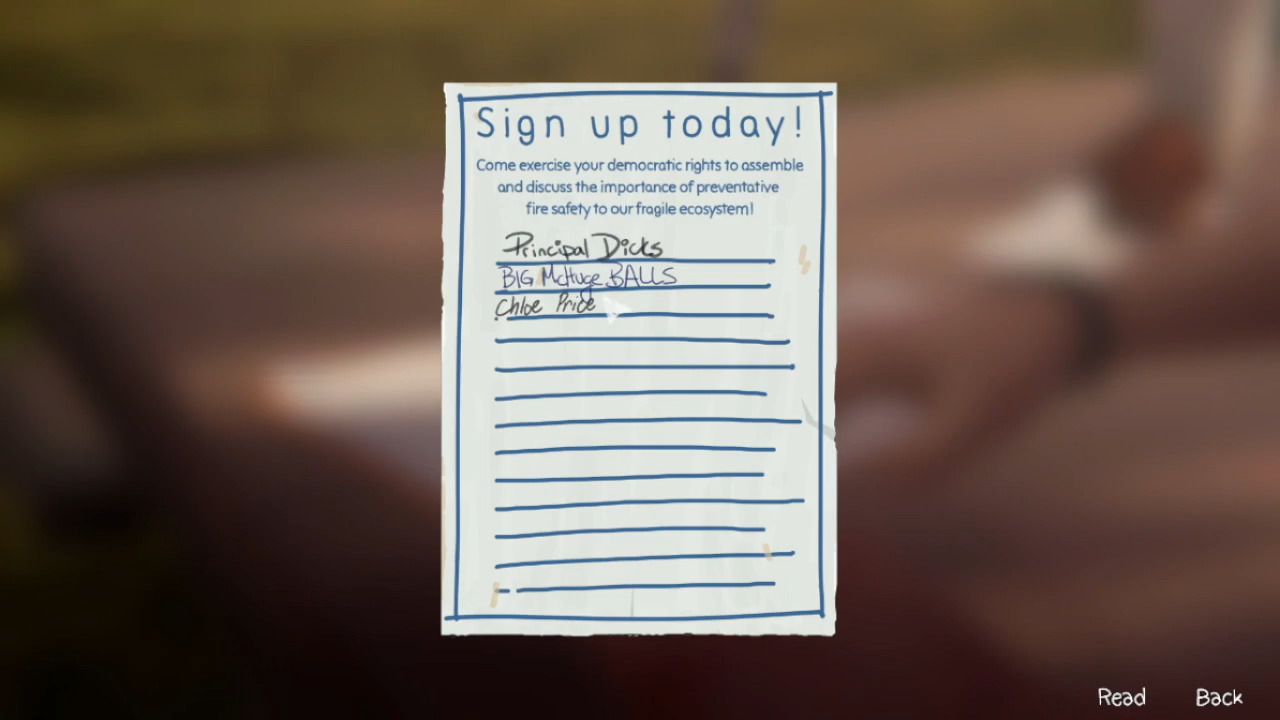 Sign up today!
Come exercise your democratic rights to assemble
and discuss the importance of preventative
fire safety to our fragile ecosystem!
Principal Dicks
BIG McHuge BALLS
Chloe Price
Read Back